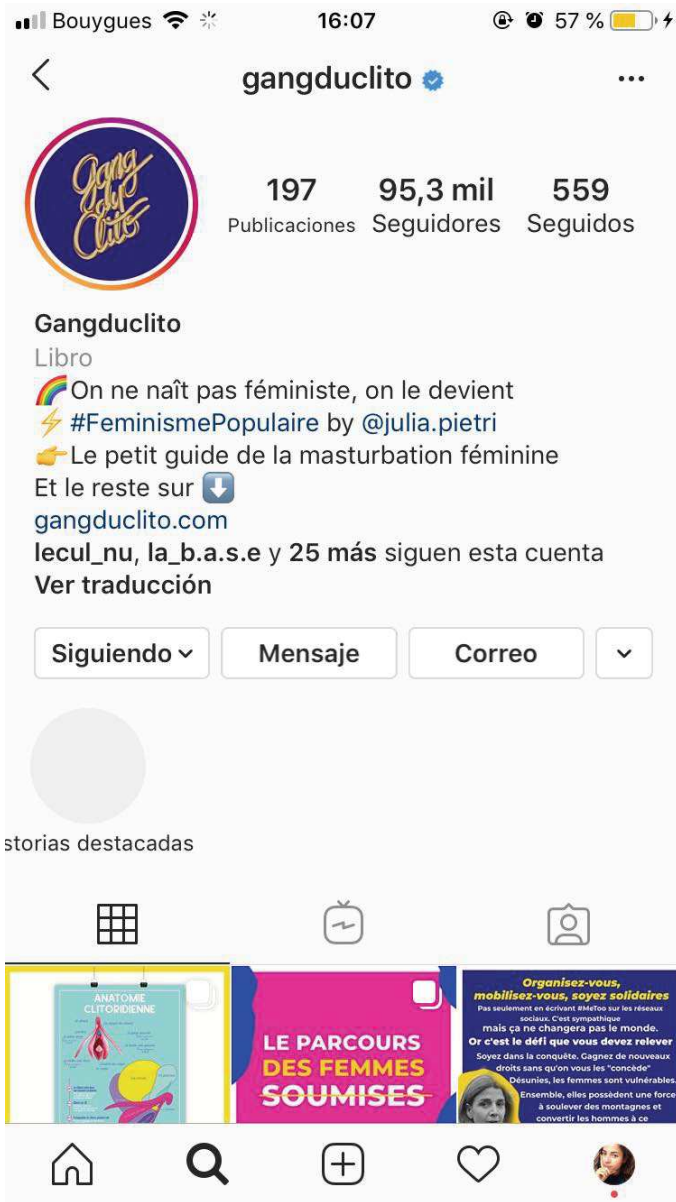 Bouygues 16:07 57 %
gangduclito
Gang
du
Clito
197 95,3 mil 559
Publicaciones Seguidores Seguidos
Gangduclito
Libro
🌈On ne naît pas féministe, on le devient
⚡ #FeminismePopulaire by @julia.pietri
👉Le petit guide de la masturbation féminine
Et le reste sur ⬇️
gangduclito.com
lecul_nu, la_b.a.s.e y 25 más siguen esta cuenta
Ver traducción
Siguiendo Mensaje Correo
storias destacadas
ANATOMIE
CLITORIDIENNE
LE PARCOURS
DES FEMMES
SOUMISES
Organisez-vous,
mobilisez-vous, soyez solidaires
Pas seulement en écrivant #MeToo sur les réseaux
sociaux. C'est sympathique
mais ça ne changera pas le monde.
Or c'est le défi que vous devez relever
Soyez dans la conquête. Gagnez de nouveaux
droits sans qu'on vous les "concède"
Désunies, les femmes sont vulnérables.
Ensemble, elles possèdent une force
à soulever des montagnes et
convertir les hommes à ce